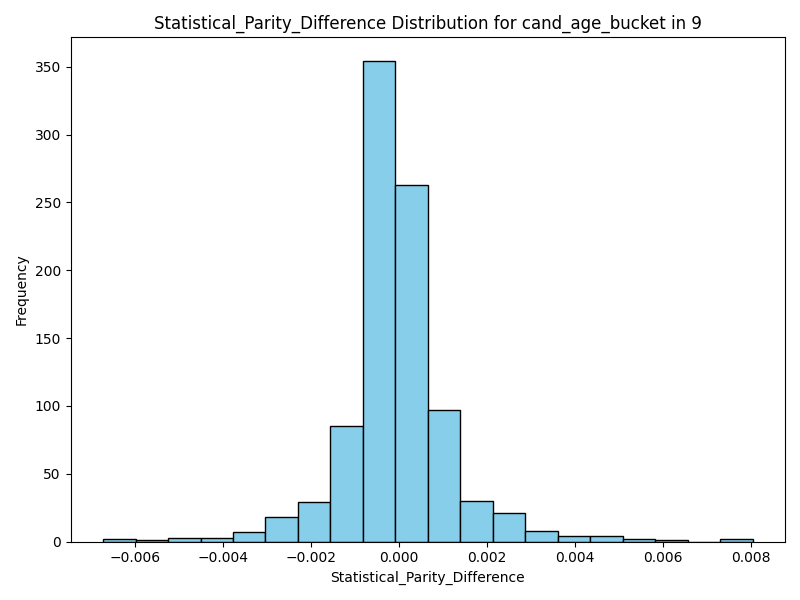 Statistical_Parity_Difference Distribution for cand_age_bucket in 9
350
300
250
200
150
100
50
0
Frequency
−0.006 −0.004 −0.002 0.000 0.002 0.004 0.006 0.008
Statistical_Parity_Difference